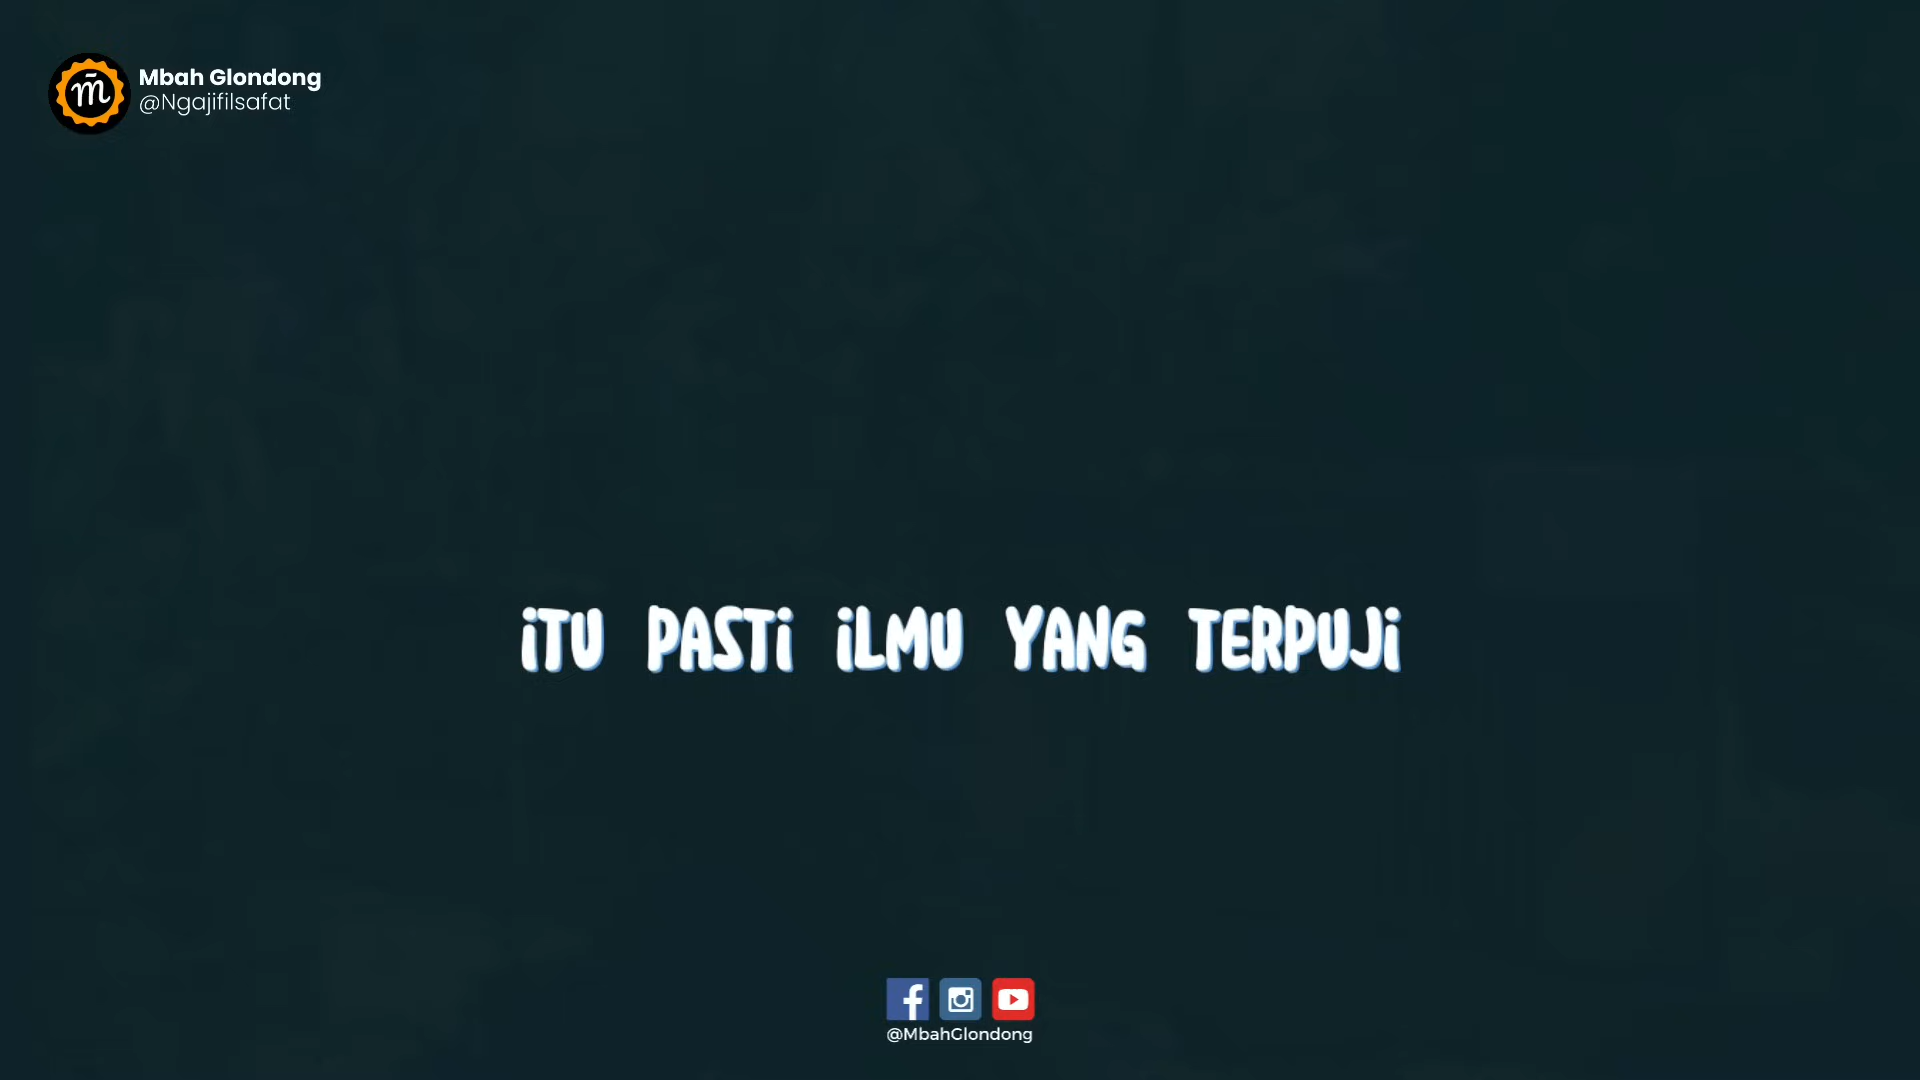 Mbah Glondong
@Ngajifilsafat
iTU PASTi iLMU YANG TERPUJi
@MbahGlondong